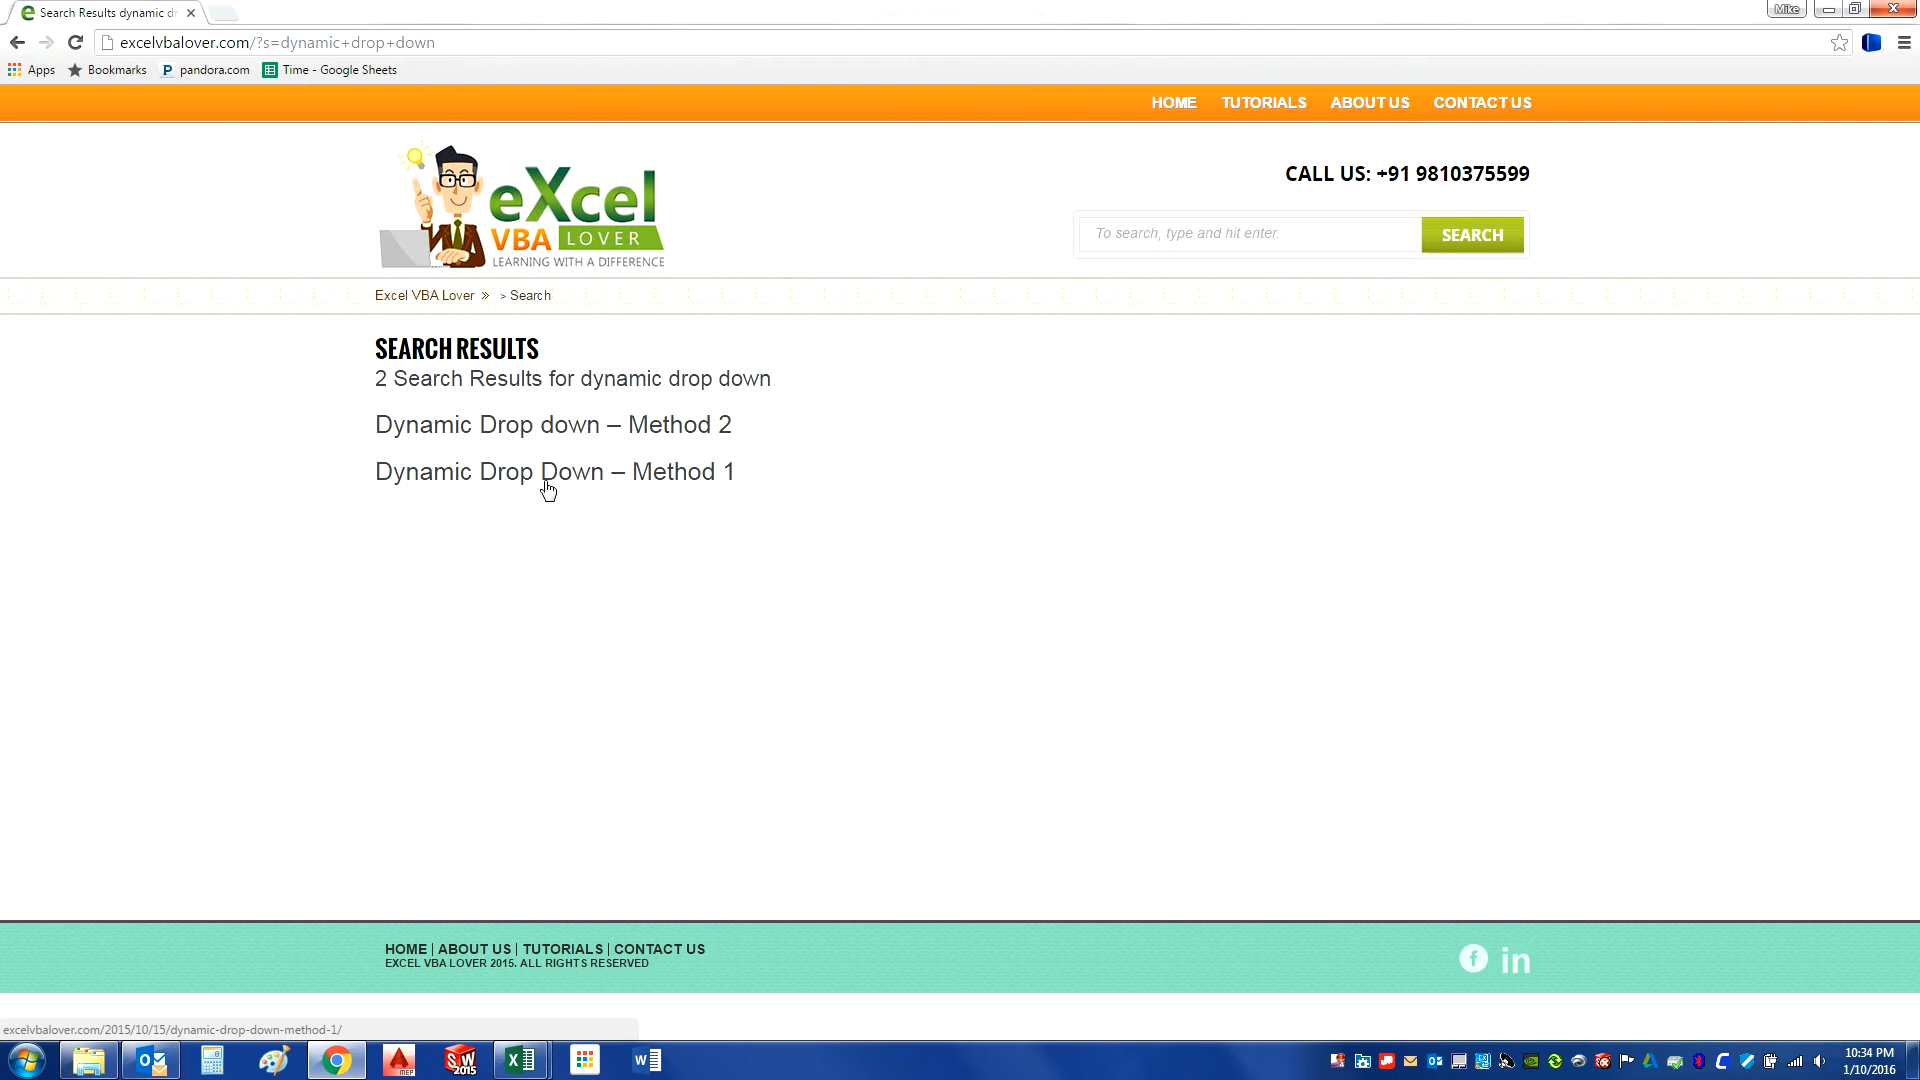 Search Results dynamic d
Mike
excelvbalover.com/?s=dynamic+drop+down
Apps
Bookmarks
pandora.com
Time - Google Sheets
HOME
TUTORIALS
ABOUT US
CONTACT US
eXcel
VBA LOVER
LEARNING WITH A DIFFERENCE
CALL US: +91 9810375599
To search, type and hit enter.
SEARCH
Excel VBA Lover » > Search
SEARCH RESULTS
2 Search Results for dynamic drop down
Dynamic Drop down – Method 2
Dynamic Drop Down – Method 1
HOME | ABOUT US | TUTORIALS | CONTACT US
EXCEL VBA LOVER 2015. ALL RIGHTS RESERVED
excelvbalover.com/2015/10/15/dynamic-drop-down-method-1/
MEP
SW
2015
10:34 PM
1/10/2016